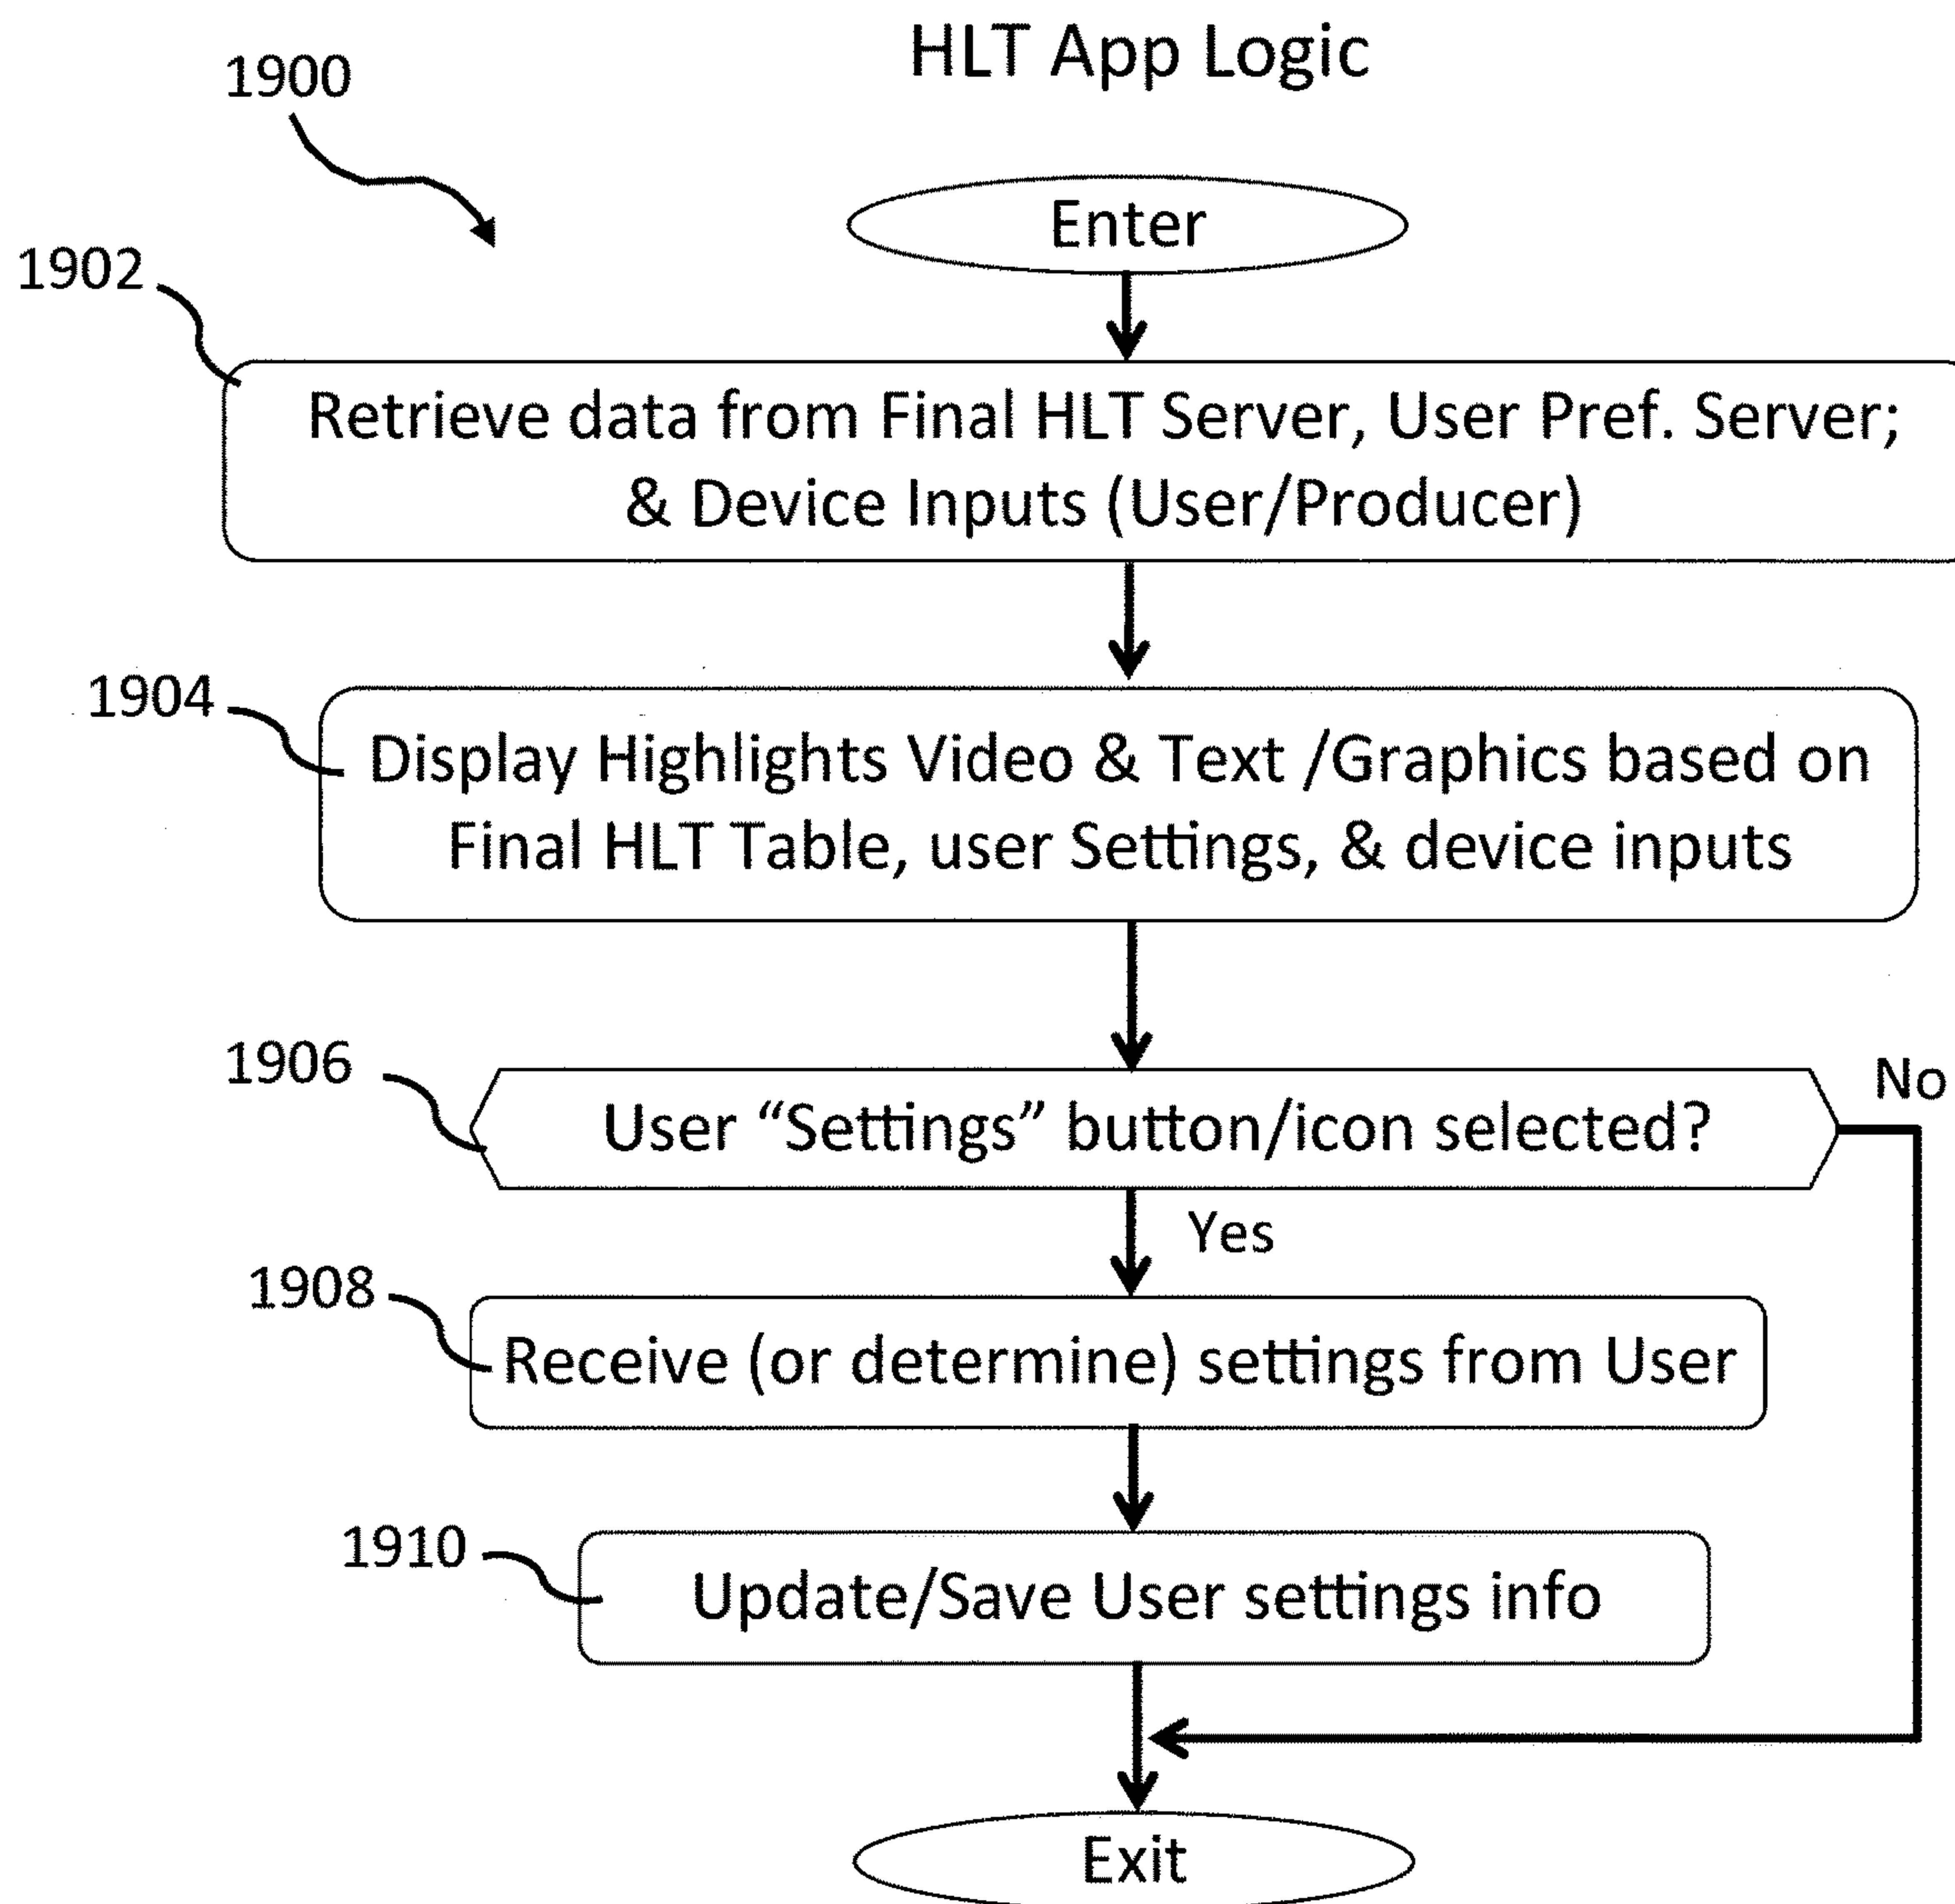 HLT App Logic
1900
Enter
1902
Retrieve data from Final HLT Server, User Pref. Server;
& Device Inputs (User/Producer)
1904
Display Highlights Video & Text /Graphics based on
Final HLT Table, user Settings, & device inputs
1906
User “Settings” button/icon selected?
No
Yes
1908
Receive (or determine) settings from User
1910
Update/Save User settings info
Exit